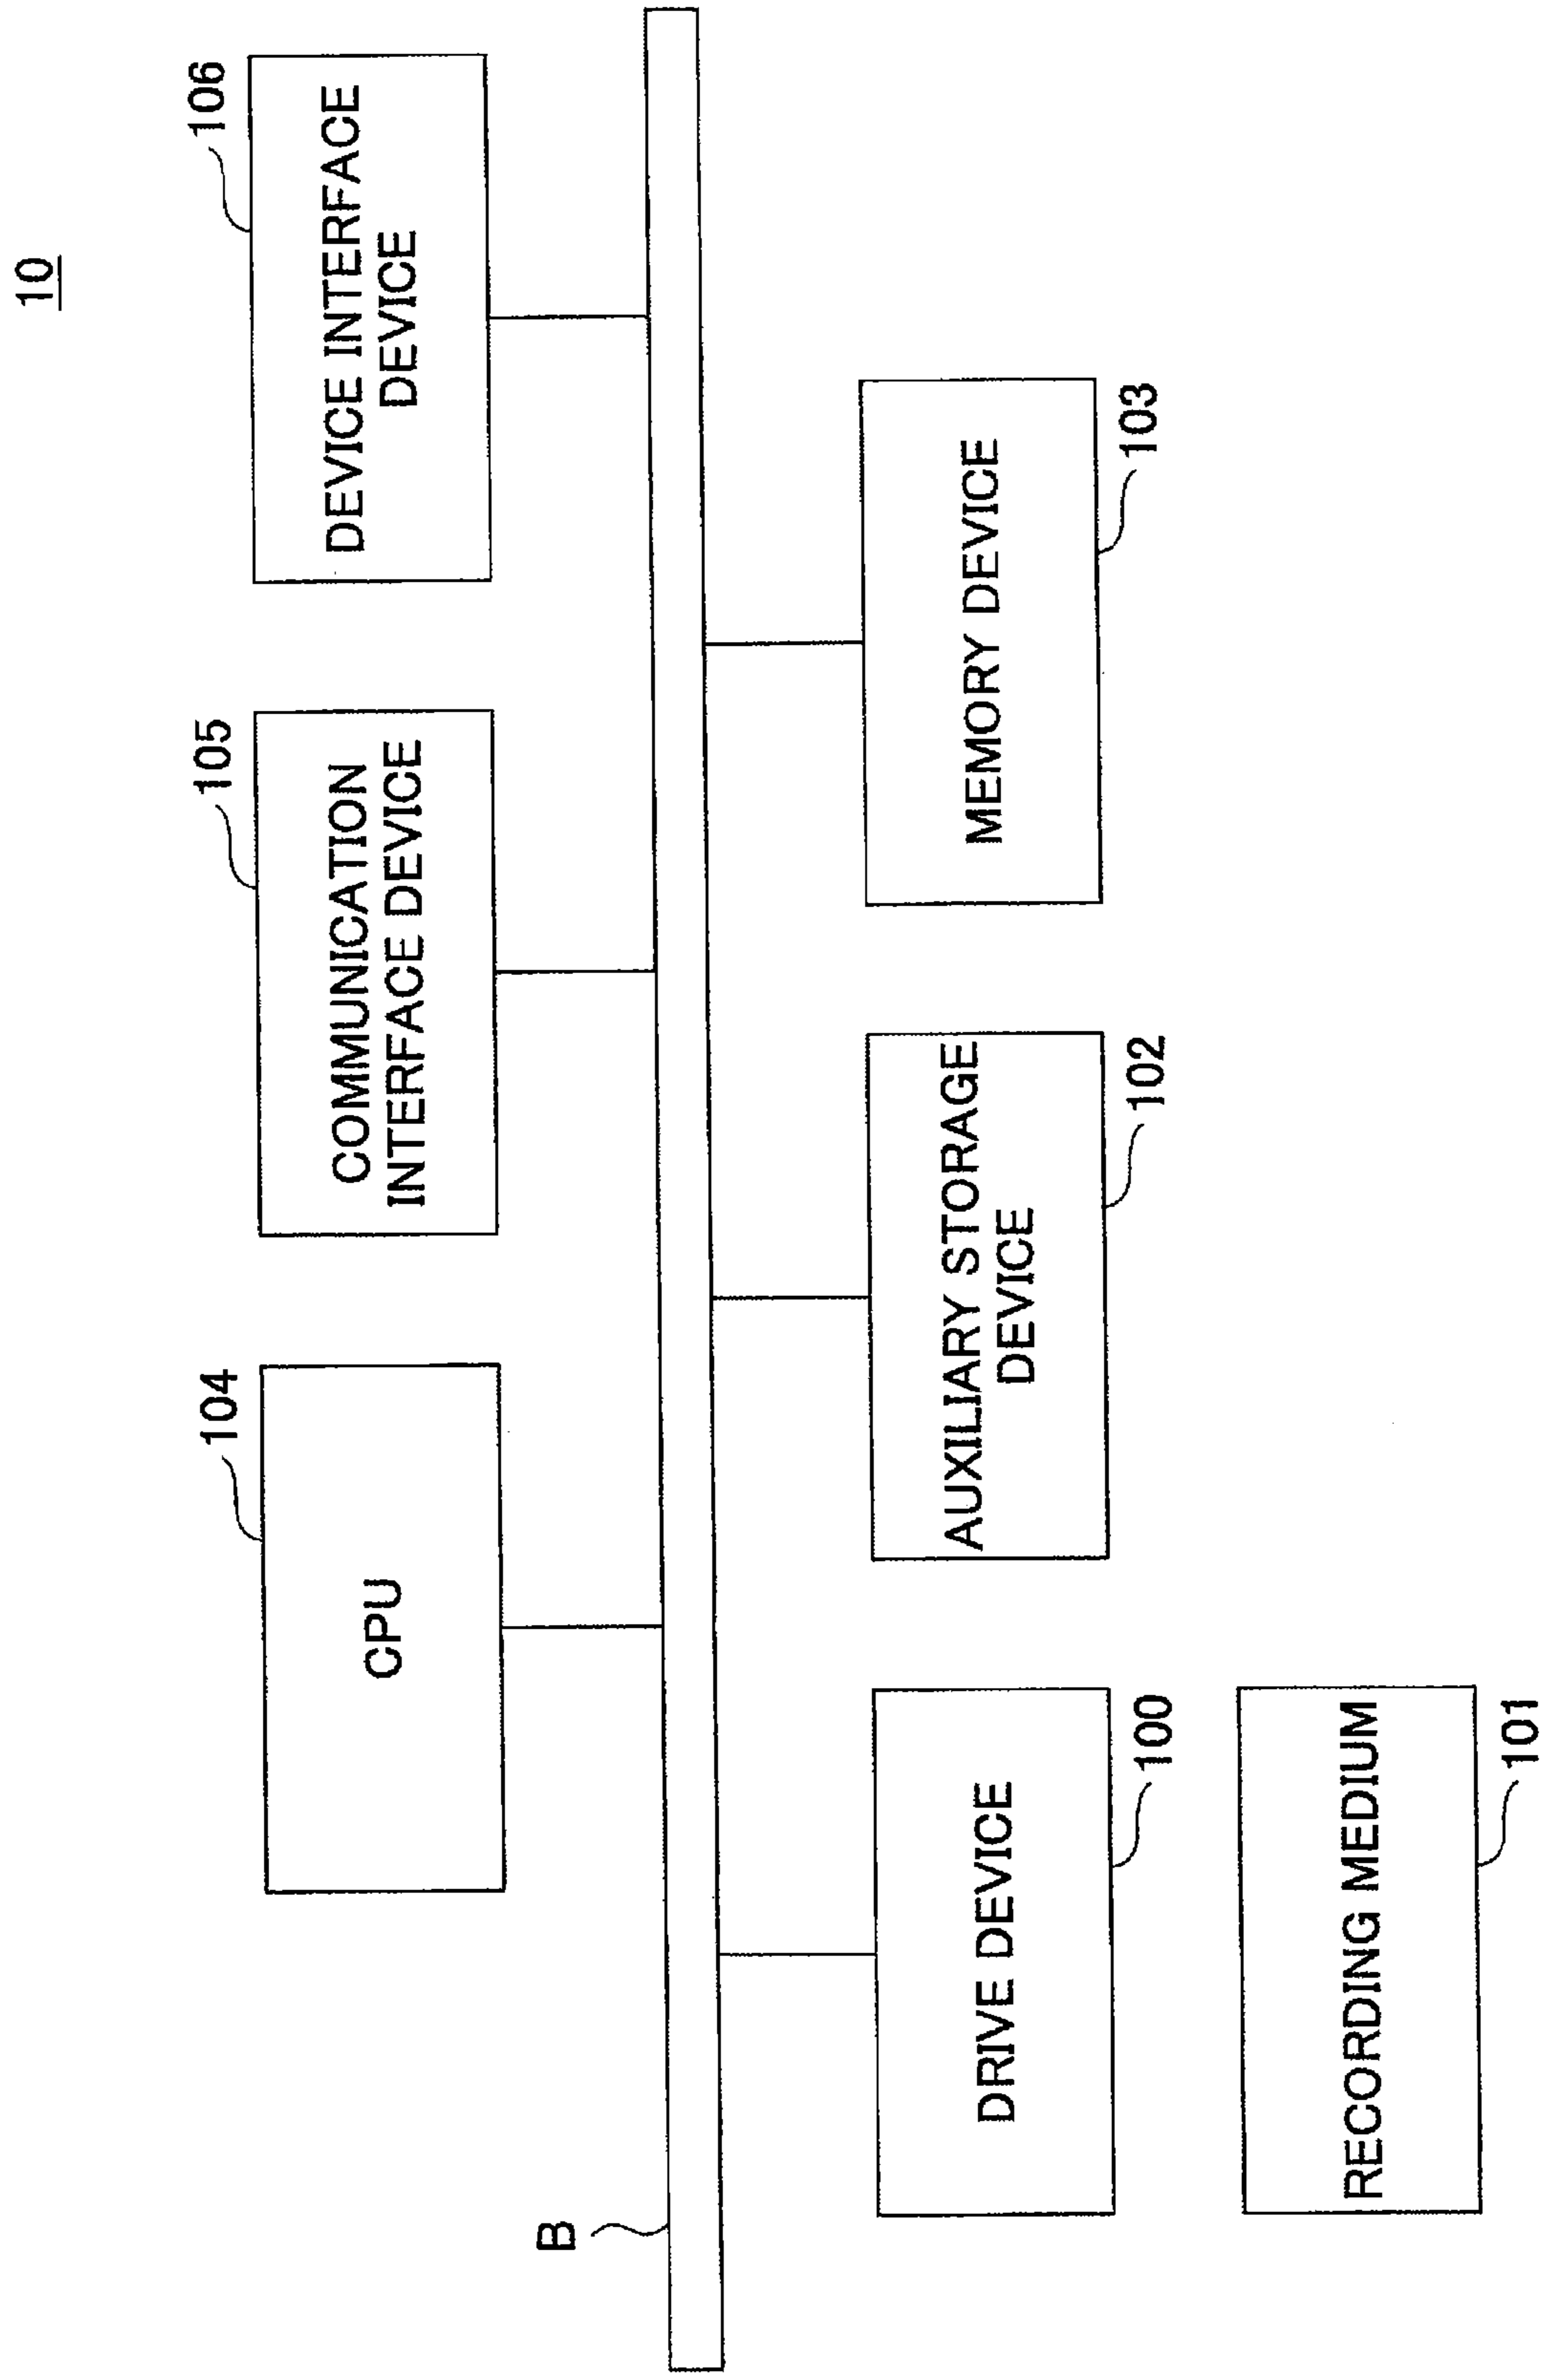 10
104
105
106
CPU
COMMUNICATION
INTERFACE DEVICE
DEVICE INTERFACE
DEVICE
B
DRIVE DEVICE
AUXILIARY STORAGE
DEVICE
MEMORY DEVICE
100
102
103
RECORDING MEDIUM
101